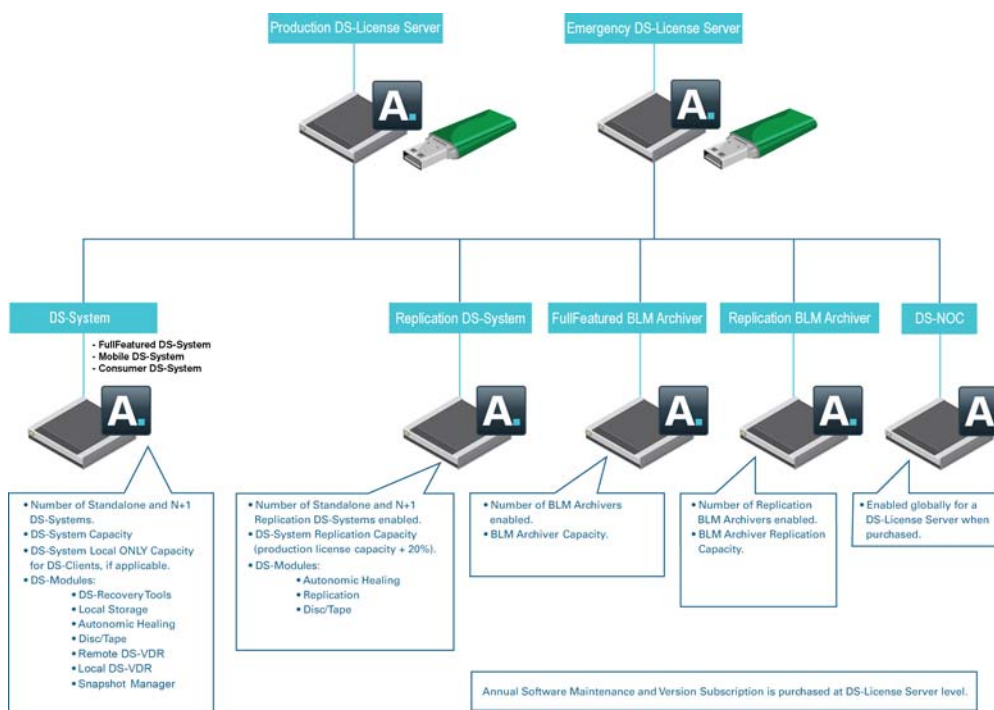 Production DS-License Server
Emergency DS-License Server
A.
A.
DS-System
Replication DS-System
FullFeatured BLM Archiver
Replication BLM Archiver
DS-NOC
- FullFeatured DS-System
- Mobile DS-System
- Consumer DS-System
A.
A.
A.
A.
A
• Number of Standalone and N+1
DS-Systems.
• DS-System Capacity
• DS-System Local ONLY Capacity
for DS-Clients, if applicable.
• DS-Modules:
• DS-Recovery Tools
• Local Storage
• Autonomic Healing
• Disc/Tape
• Remote DS-VDR
• Local DS-VDR
• Snapshot Manager
• Number of Standalone and N+1
Replication DS-Systems enabled.
• DS-System Replication Capacity
(production license capacity + 20%).
• DS-Modules:
• Autonomic Healing
• Replication
• Disc/Tape
• Number of BLM Archivers
enabled.
• BLM Archiver Capacity.
• Number of Replication
BLM Archivers enabled.
• BLM Archiver Replication
Capacity.
• Enabled globally for a
DS-License Server when
purchased.
Annual Software Maintenance and Version Subscription is purchased at DS-License Server level.